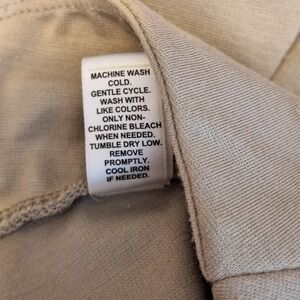 MACHINE WASH
COLD.
GENTLE CYCLE.
WASH WITH
LIKE COLORS.
ONLY NON-
CHLORINE BLEACH
WHEN NEEDED.
TUMBLE DRY LOW.
REMOVE
PROMPTLY.
COOL IRON
IF NEEDED.